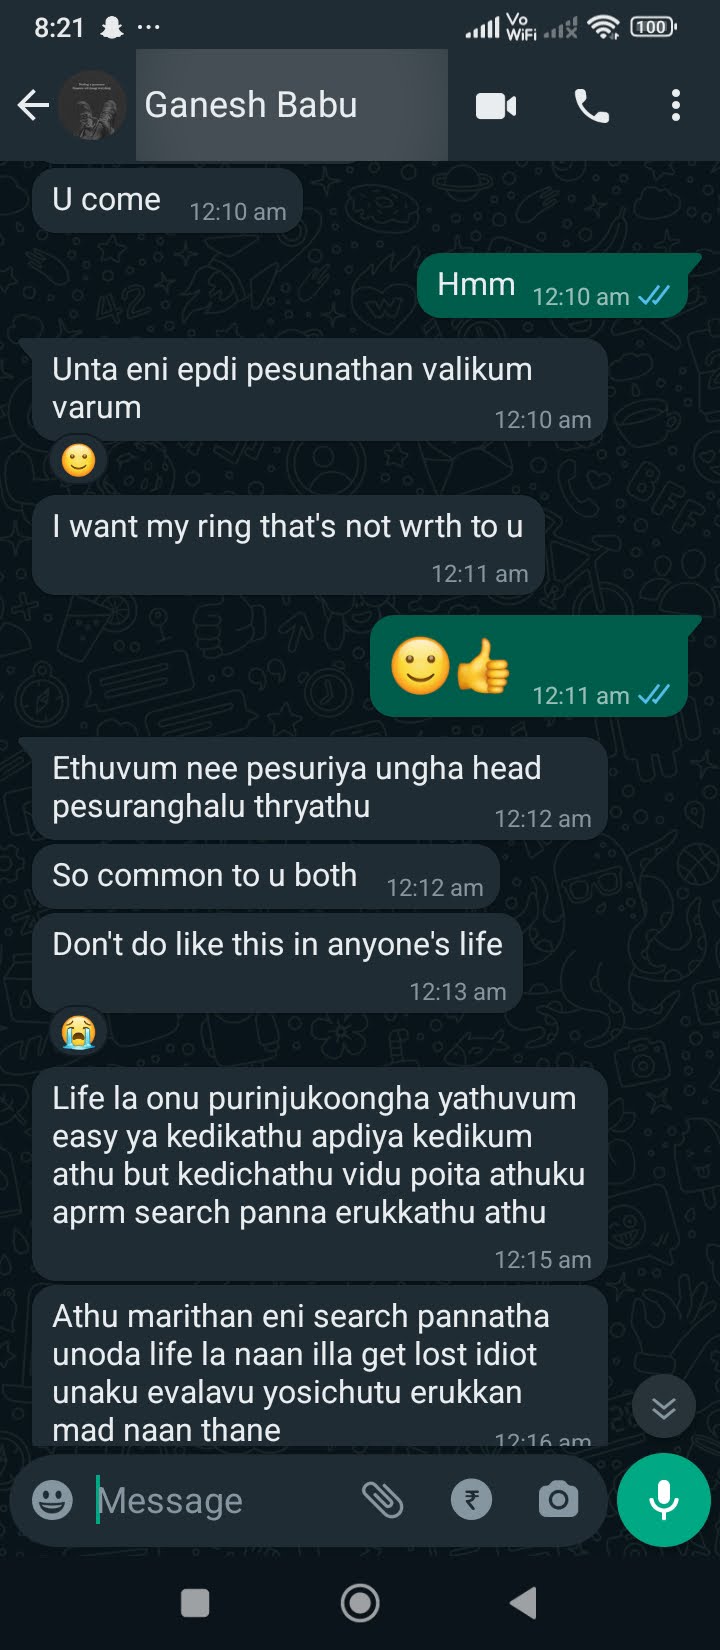 8:21
Vo
WiFi
100
Ganesh Babu
U come 12:10 am
Hmm 12:10 am
Unta eni epdi pesunathan valikum
varum 12:10 am
I want my ring that's not wrth to u
12:11 am
12:11 am
Ethuvum nee pesuriya ungha head
pesuranghalu thryathu 12:12 am
So common to u both 12:12 am
Don't do like this in anyone's life
12:13 am
Life la onu purinjukoongha yathuvum
easy ya kedikathu apdiya kedikum
athu but kedichathu vidu poita athuku
aprm search panna erukkathu athu
12:15 am
Athu marithan eni search pannatha
unoda life la naan illa get lost idiot
unaku evalavu yosichutu erukkan
mad naan thane 12:16 am
Message